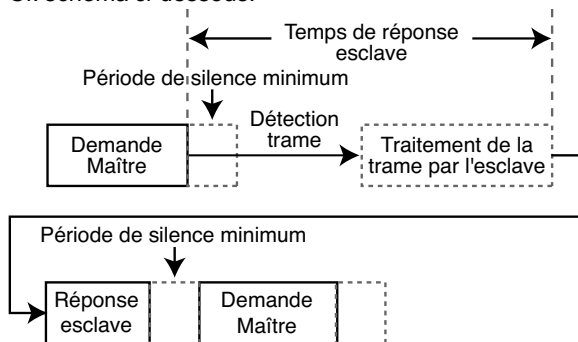 Temps de réponse
esclave
Période de silence minimum
Détection
trame
Demande
Maître
Traitement de la
trame par l'esclave
Période de silence minimum
Réponse
esclave
Demande
Maître